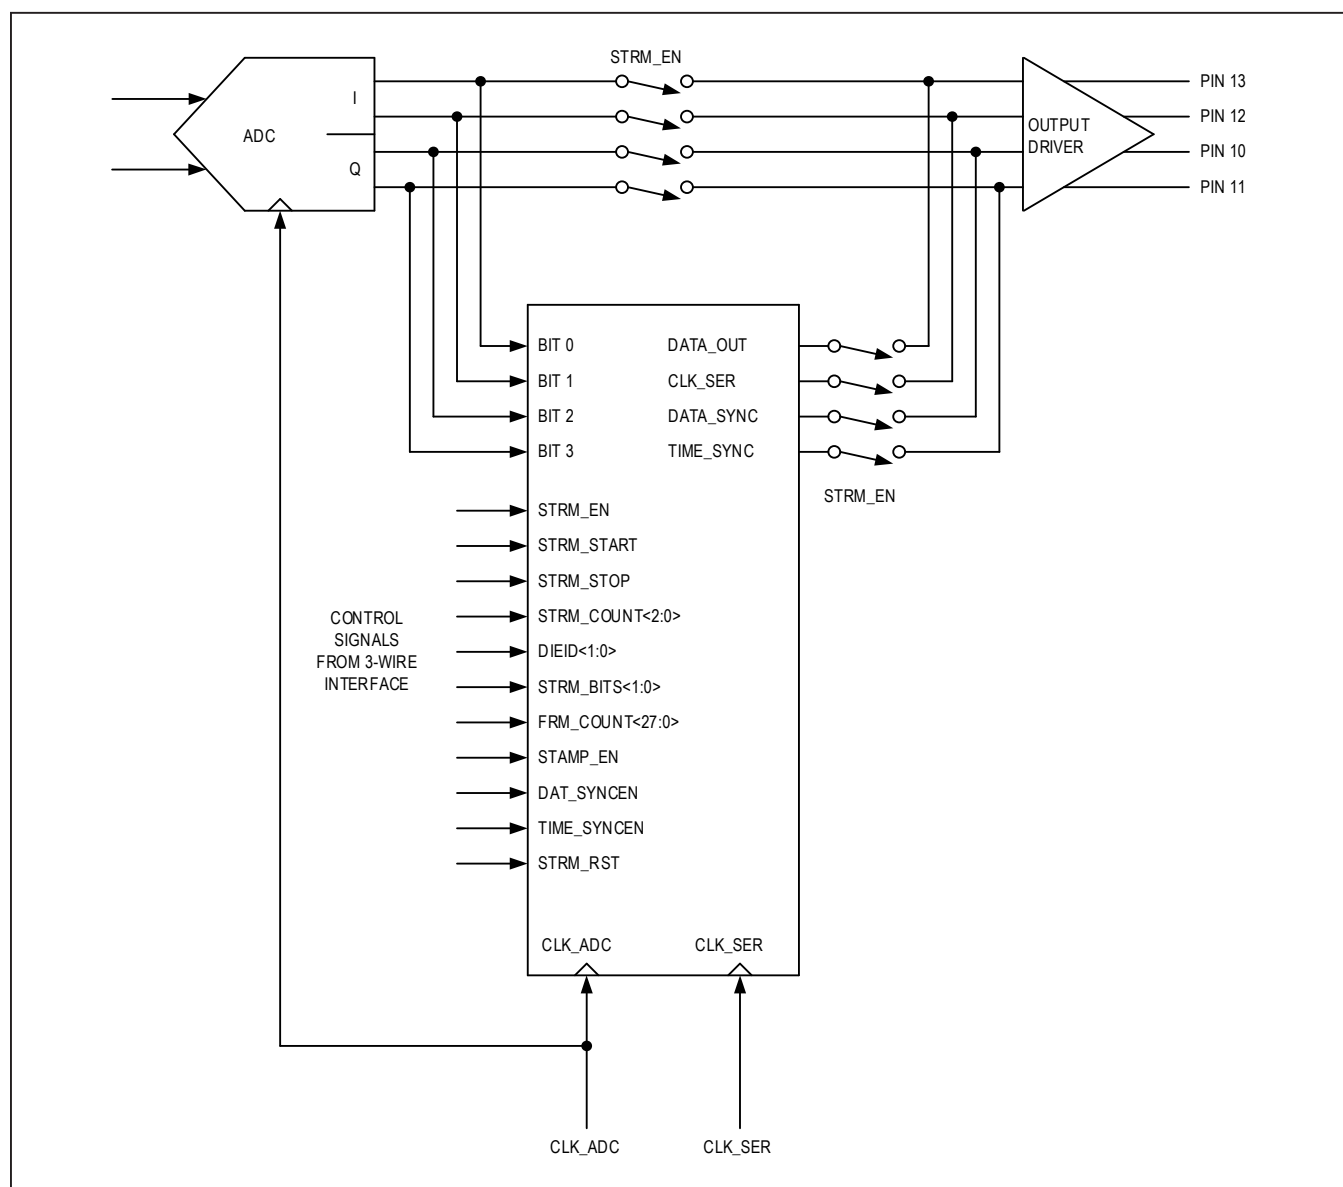 STRM_EN
I
ADC
Q
OUTPUT
DRIVER
PIN 13
PIN 12
PIN 10
PIN 11
BIT 0
BIT 1
BIT 2
BIT 3
DATA_OUT
CLK_SER
DATA_SYNC
TIME_SYNC
STRM_EN
CONTROL
SIGNALS
FROM 3-WIRE
INTERFACE
STRM_EN
STRM_START
STRM_STOP
STRM_COUNT<2:0>
DIEID<1:0>
STRM_BITS<1:0>
FRM_COUNT<27:0>
STAMP_EN
DAT_SYNCEN
TIME_SYNCEN
STRM_RST
CLK_ADC
CLK_SER
CLK_ADC
CLK_SER